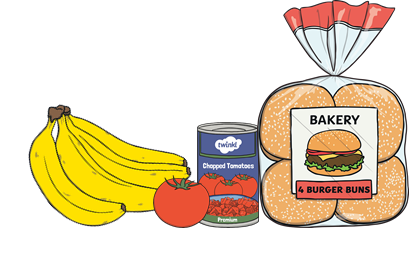 twinkl
Chopped Tomatoes
Premium
BAKERY
4 BURGER BUNS